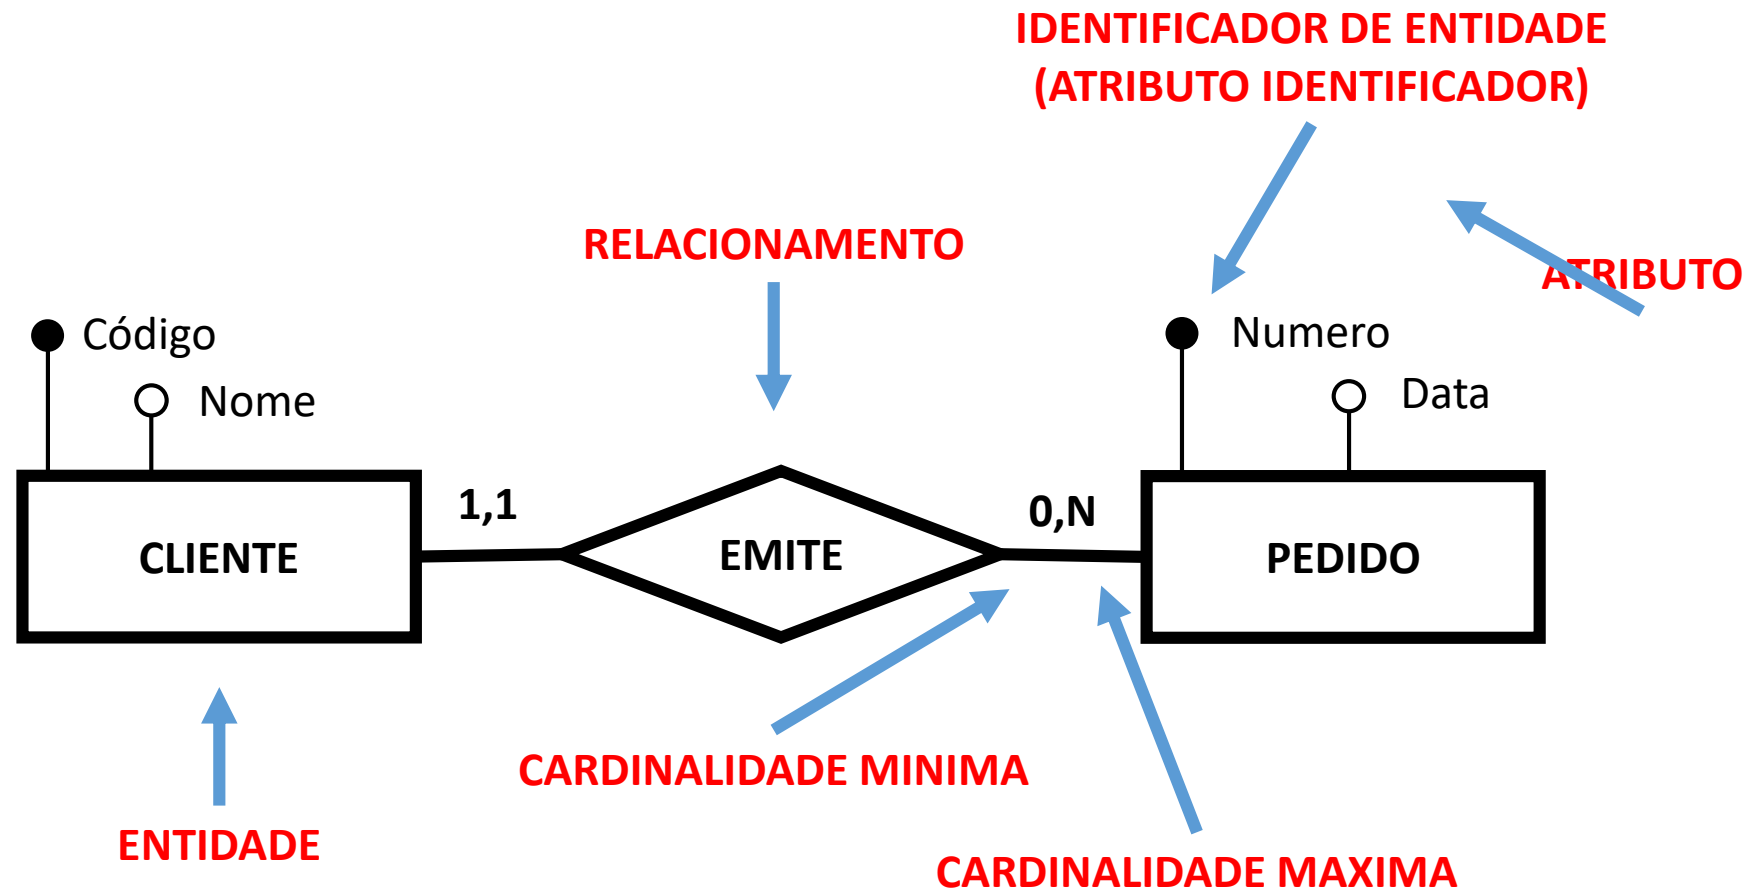 IDENTIFICADOR DE ENTIDADE
(ATRIBUTO IDENTIFICADOR)
RELACIONAMENTO
ATRIBUTO
Código
Numero
Nome
Data
1,1
0,N
CLIENTE
EMITE
PEDIDO
CARDINALIDADE MINIMA
ENTIDADE
CARDINALIDADE MAXIMA